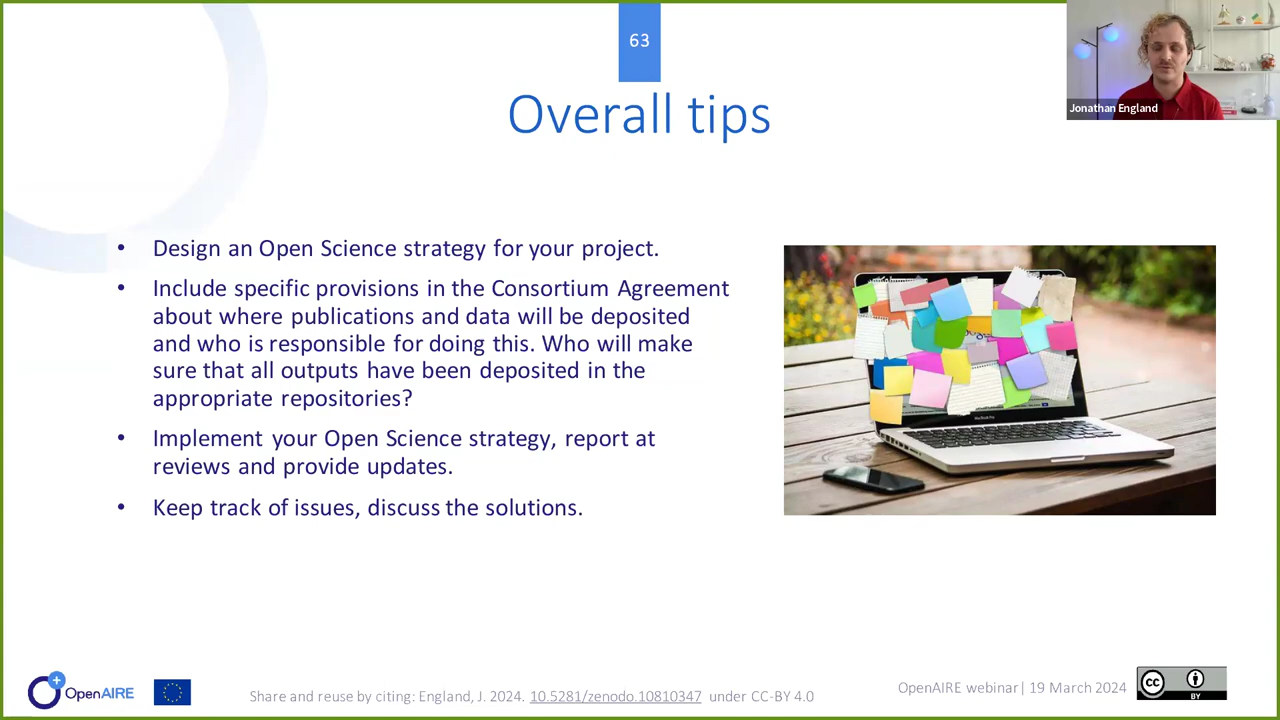 63
Jonathan England
Overall tips
• Design an Open Science strategy for your project.
• Include specific provisions in the Consortium Agreement
about where publications and data will be deposited
and who is responsible for doing this. Who will make
sure that all outputs have been deposited in the
appropriate repositories?
• Implement your Open Science strategy, report at
reviews and provide updates.
• Keep track of issues, discuss the solutions.
MacBook Pro
OpenAIRE
Share and reuse by citing: England, J. 2024. 10.5281/zenodo.10810347 under CC-BY 4.0
OpenAIRE webinar| 19 March 2024
CC
BY